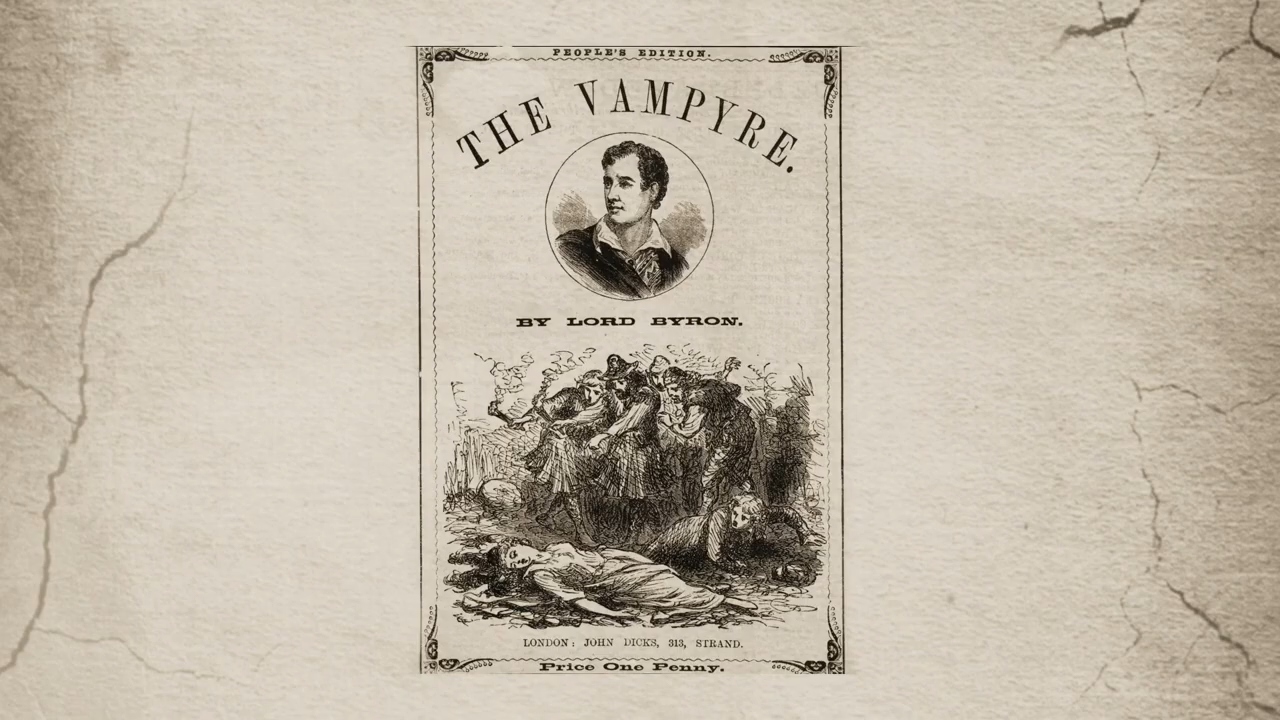 PEOPLE'S EDITION.
THE VAMPYRE.
BY LORD BYRON.
LONDON: JOHN DICKS, 313, STRAND.
Price One Penny.